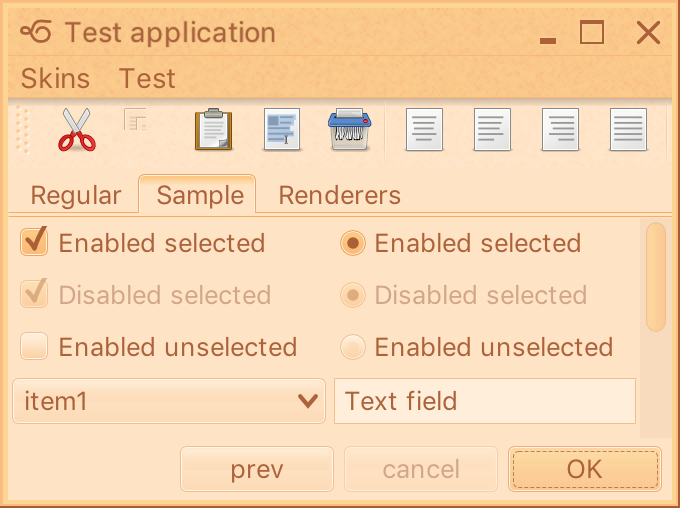 Test application
Skins Test
Regular Sample Renderers
Enabled selected Enabled selected
Disabled selected Disabled selected
Enabled unselected Enabled unselected
item1 Text field
prev cancel OK